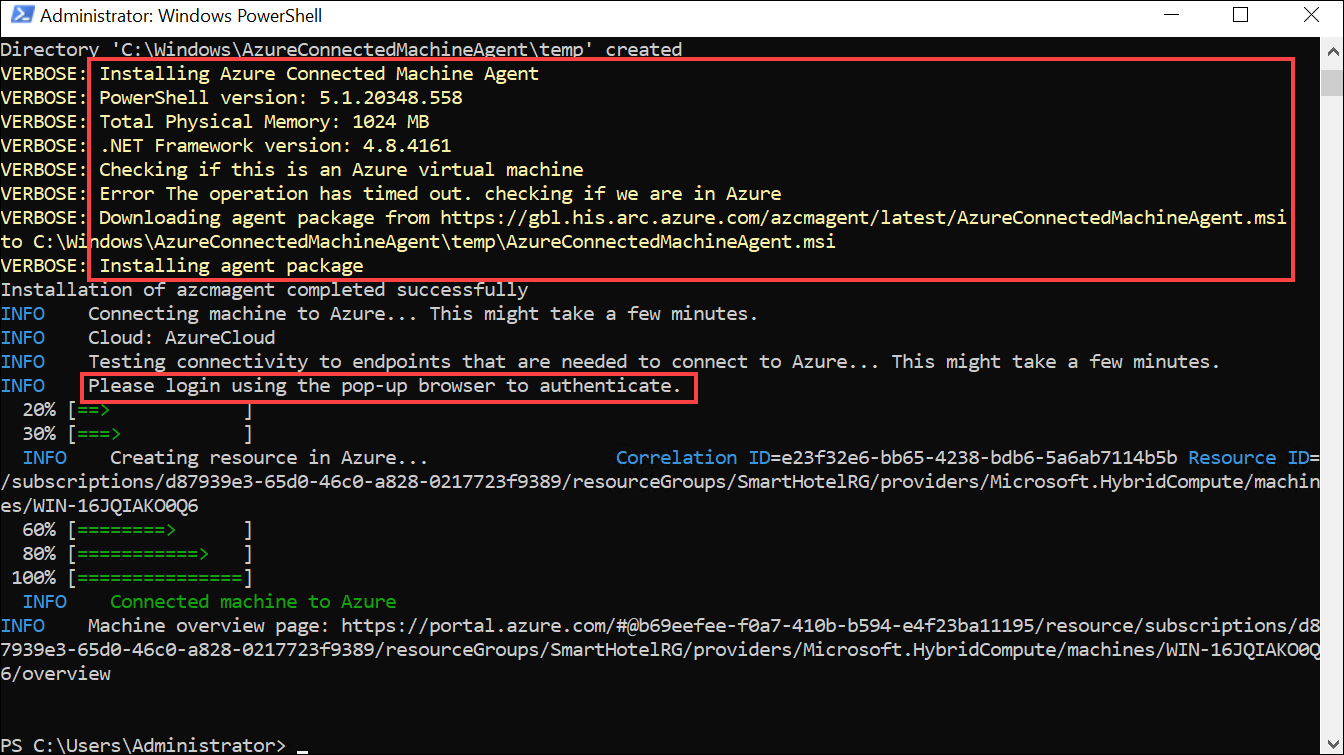 Administrator: Windows PowerShell
Directory 'C:\Windows\AzureConnectedMachineAgent\temp' created
VERBOSE: Installing Azure Connected Machine Agent
VERBOSE: PowerShell version: 5.1.20348.558
VERBOSE: Total Physical Memory: 1024 MB
VERBOSE: .NET Framework version: 4.8.4161
VERBOSE: Checking if this is an Azure virtual machine
VERBOSE: Error The operation has timed out. checking if we are in Azure
VERBOSE: Downloading agent package from https://gbl.his.arc.azure.com/azcmagent/latest/AzureConnectedMachineAgent.msi
to C:\Windows\AzureConnectedMachineAgent\temp\AzureConnectedMachineAgent.msi
VERBOSE: Installing agent package
Installation of azcmagent completed successfully
INFO    Connecting machine to Azure... This might take a few minutes.
INFO    Cloud: AzureCloud
INFO    Testing connectivity to endpoints that are needed to connect to Azure... This might take a few minutes.
INFO    Please login using the pop-up browser to authenticate.
  20% [==>            ]
  30% [===>           ]
  INFO    Creating resource in Azure...                 Correlation ID=e23f32e6-bb65-4238-bdb6-5a6ab7114b5b Resource ID=
/subscriptions/d87939e3-65d0-46c0-a828-0217723f9389/resourceGroups/SmartHotelRG/providers/Microsoft.HybridCompute/machin
es/WIN-16JQIAKO0Q6
  60% [========>      ]
  80% [===========>   ]
 100% [===============]
  INFO    Connected machine to Azure
INFO    Machine overview page: https://portal.azure.com/#@b69eefee-f0a7-410b-b594-e4f23ba11195/resource/subscriptions/d8
7939e3-65d0-46c0-a828-0217723f9389/resourceGroups/SmartHotelRG/providers/Microsoft.HybridCompute/machines/WIN-16JQIAKO0Q
6/overview
PS C:\Users\Administrator> _